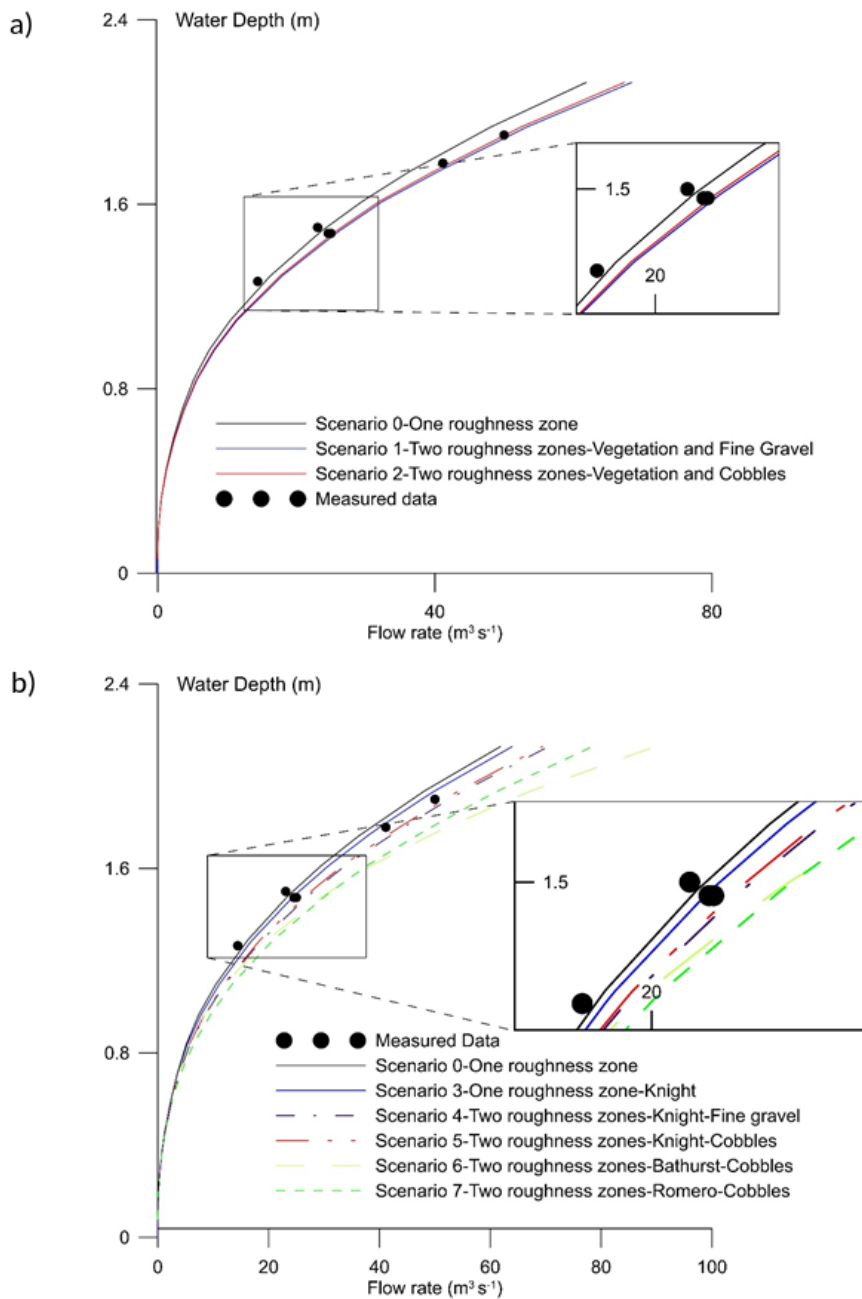 a)
Water Depth (m)
2.4
1.6
0.8
0
1.5
20
Scenario 0-One roughness zone
Scenario 1-Two roughness zones-Vegetation and Fine Gravel
Scenario 2-Two roughness zones-Vegetation and Cobbles
Measured data
0
40
80
Flow rate (m³ s⁻¹)
b)
Water Depth (m)
2.4
1.6
0.8
0
1.5
20
Measured Data
Scenario 0-One roughness zone
Scenario 3-One roughness zone-Knight
Scenario 4-Two roughness zones-Knight-Fine gravel
Scenario 5-Two roughness zones-Knight-Cobbles
Scenario 6-Two roughness zones-Bathurst-Cobbles
Scenario 7-Two roughness zones-Romero-Cobbles
0
20
40
60
80
100
Flow rate (m³ s⁻¹)